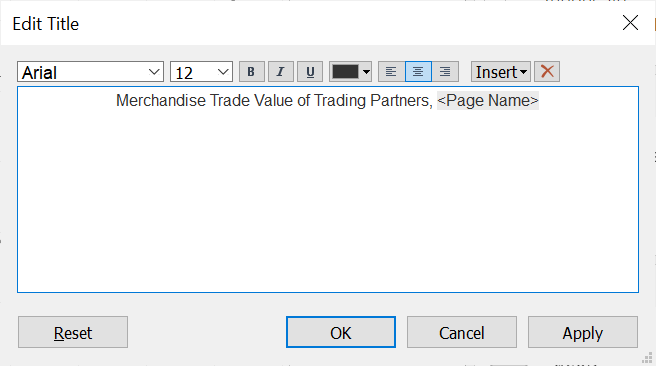 Edit Title
Arial 12 B I U Insert
Merchandise Trade Value of Trading Partners, <Page Name>
Reset OK Cancel Apply